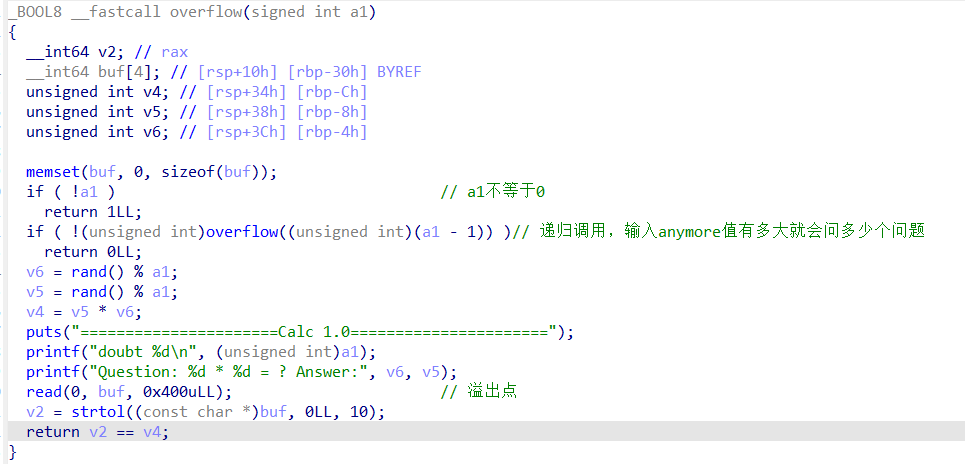 _BOOL8 __fastcall overflow(signed int a1)
{
  __int64 v2; // rax
  __int64 buf[4]; // [rsp+10h] [rbp-30h] BYREF
  unsigned int v4; // [rsp+34h] [rbp-Ch]
  unsigned int v5; // [rsp+38h] [rbp-8h]
  unsigned int v6; // [rsp+3Ch] [rbp-4h]

  memset(buf, 0, sizeof(buf));
  if ( !a1 )                                    // a1不等于0
    return 1LL;
  if ( !(unsigned int)overflow((unsigned int)(a1 - 1)) )// 递归调用，输入anymore值有多大就会问多少个问题
    return 0LL;
  v6 = rand() % a1;
  v5 = rand() % a1;
  v4 = v5 * v6;
  puts("======================Calc 1.0======================");
  printf("doubt %d\n", (unsigned int)a1);
  printf("Question: %d * %d = ? Answer:", v6, v5);
  read(0, buf, 0x400uLL);                       // 溢出点
  v2 = strtol((const char *)buf, 0LL, 10);
  return v2 == v4;
}